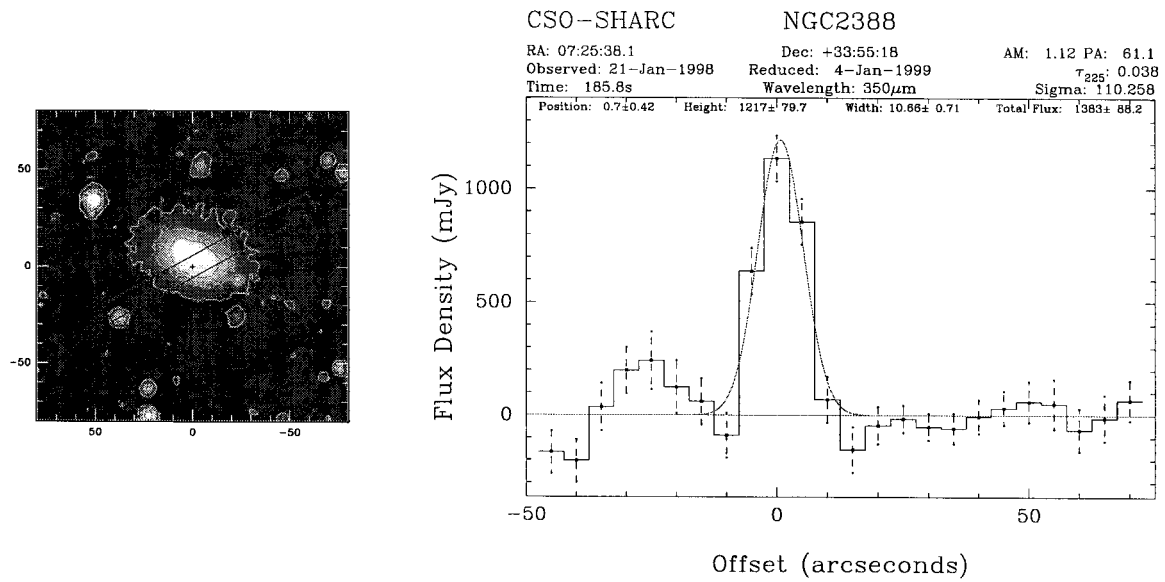 CSO-SHARC NGC2388
RA: 07:25:38.1 Dec: +33:55:18 AM: 1.12 PA: 61.1
Observed: 21-Jan-1998 Reduced: 4-Jan-1999 τ225: 0.038
Time: 185.8s Wavelength: 350μm Sigma: 110.258
Position: 0.7±0.42 Height: 1217±79.7 Width: 10.66± 0.71 Total Flux: 1383± 88.2
50
0
-50
50 0 -50
Flux Density (mJy)
1000
500
0
-50 0 50
Offset (arcseconds)